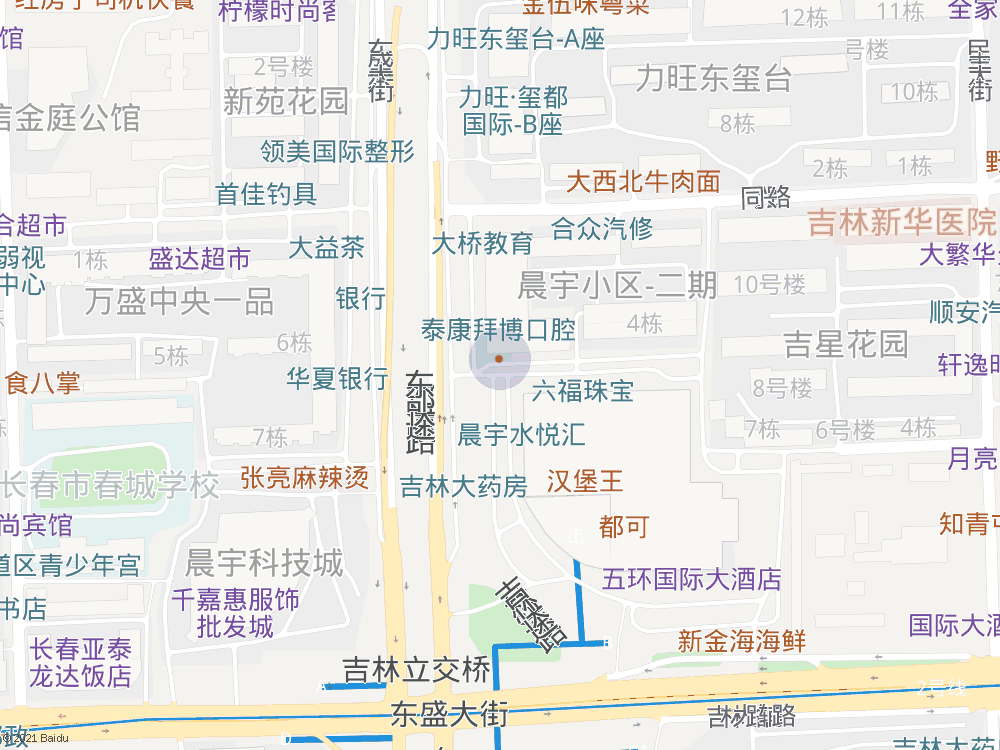 红房子司机快餐
柠檬时尚客
金伍味粤菜
12栋
11栋
全家
馆
东盛大街
力旺东玺台-A座
号楼
2号楼
力旺东玺台
新苑花园
力旺·玺都
国际-B座
10栋
信金庭公馆
8栋
领美国际整形
2栋
1栋
野
大西北牛肉面
首佳钓具
合超市
合众汽修
吉林新华医院
大益茶
大桥教育
弱视
中心
1栋
盛达超市
大繁华
晨宇小区-二期
10号楼
银行
万盛中央一品
顺安汽
泰康拜博口腔
4栋
6栋
5栋
吉星花园
轩逸时
华夏银行
食八掌
六福珠宝
8号楼
7栋
晨宇水悦汇
7栋
6号楼
4栋
月亮
长春市春城学校
张亮麻辣烫
吉林大药房
汉堡王
尚宾馆
都可
知青屯
道区青少年宫
晨宇科技城
五环国际大酒店
书店
千嘉惠服饰
批发城
国际大酒
长春亚泰
龙达饭店
新金海海鲜
B
吉林立交桥
A
2号线
东盛大街
D
吉林大药
©2021 Baidu